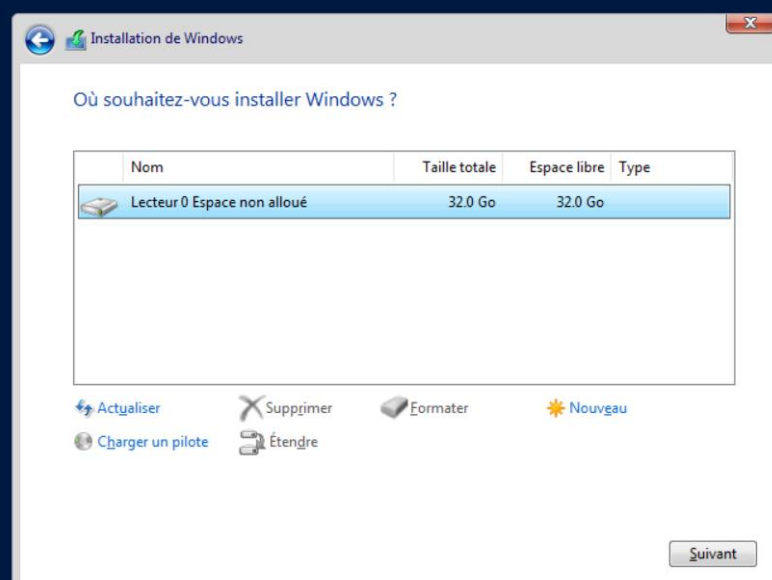 Installation de Windows
Où souhaitez-vous installer Windows ?
Nom Taille totale Espace libre Type
Lecteur 0 Espace non alloué 32.0 Go 32.0 Go
Actualiser Supprimer Formater Nouveau
Charger un pilote Étendre
Suivant